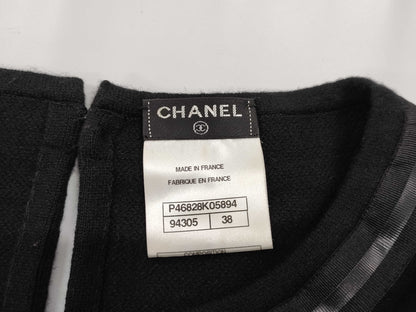 CHANEL
MADE IN FRANCE
FABRIQUE EN FRANCE
P46828K05894
94305 38